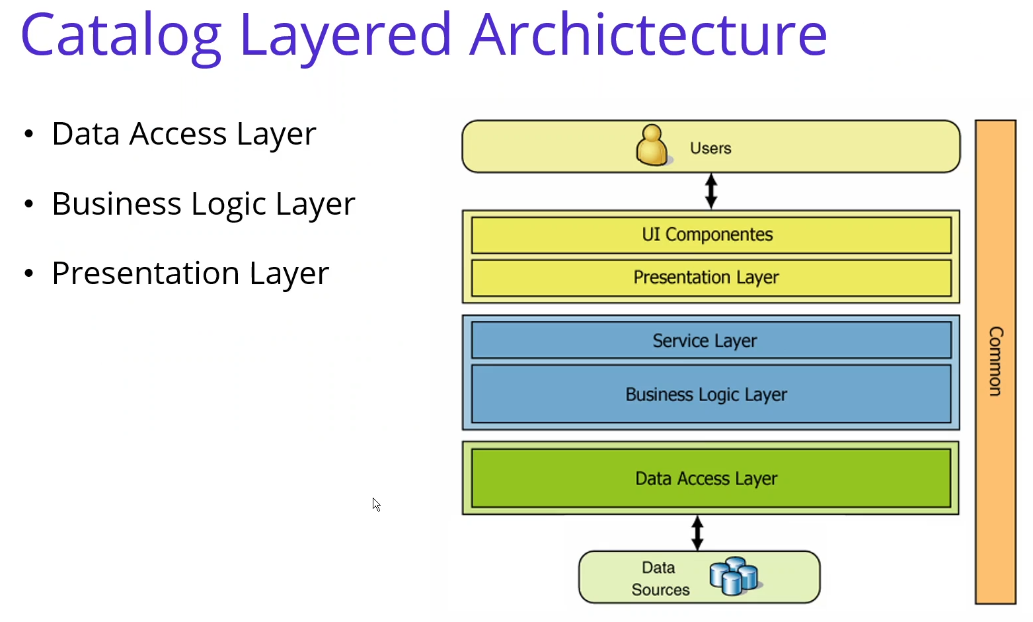 Catalog Layered Archictecture
• Data Access Layer
• Business Logic Layer
• Presentation Layer
Users
UI Componentes
Presentation Layer
Service Layer
Business Logic Layer
Data Access Layer
Data
Sources
Common